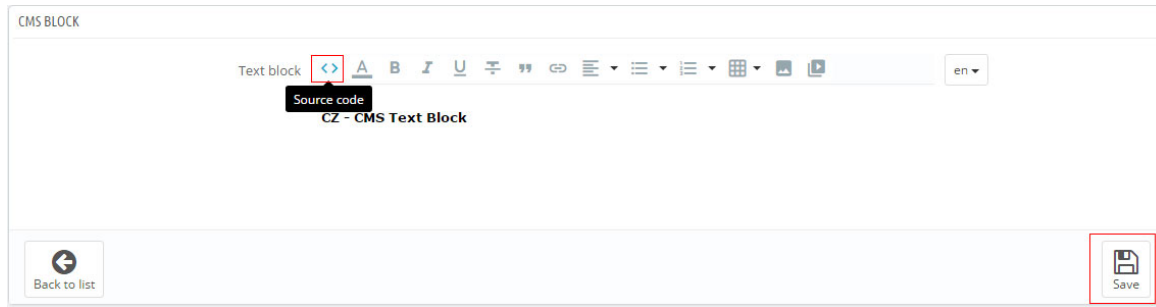 CMS BLOCK
Text block <> A B I U en
Source code
CZ - CMS Text Block
Back to list
Save